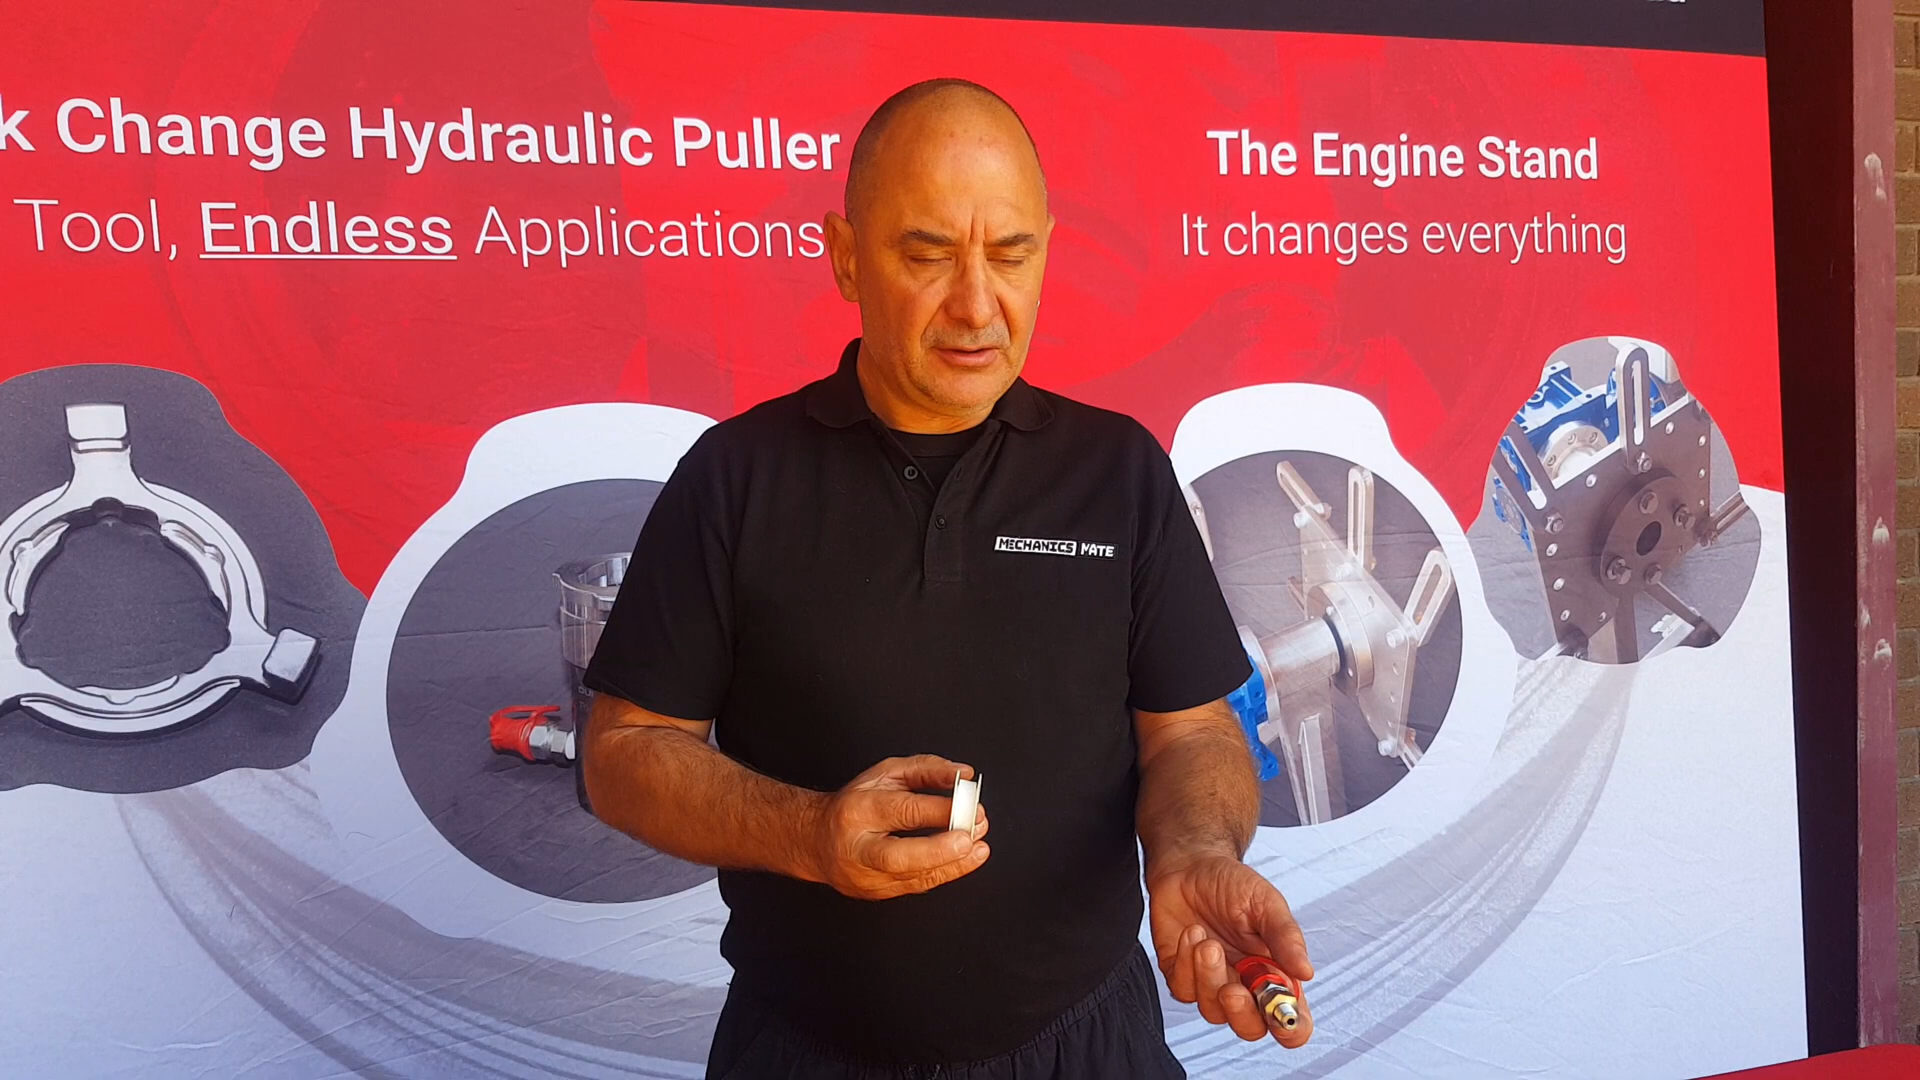 k Change Hydraulic Puller
Tool, Endless Applications
The Engine Stand
It changes everything
MECHANICS MATE